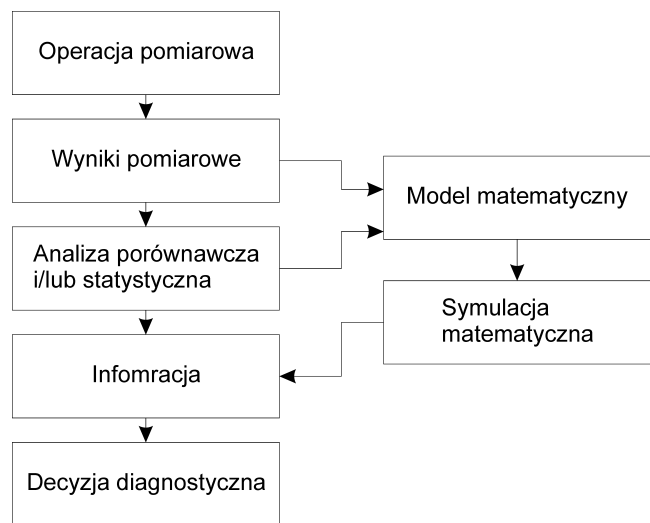 Operacja pomiarowa
Wyniki pomiarowe
Model matematyczny
Analiza porównawcza
i/lub statystyczna
Symulacja
matematyczna
Infomracja
Decyzja diagnostyczna